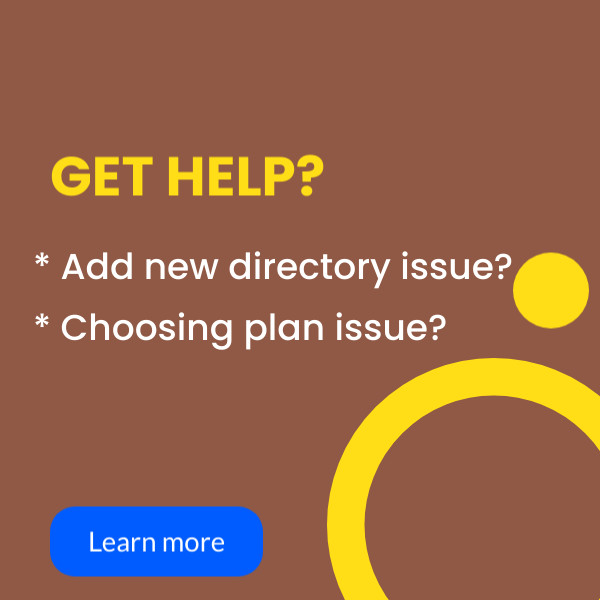 GET HELP?
* Add new directory issue?
* Choosing plan issue?
Learn more